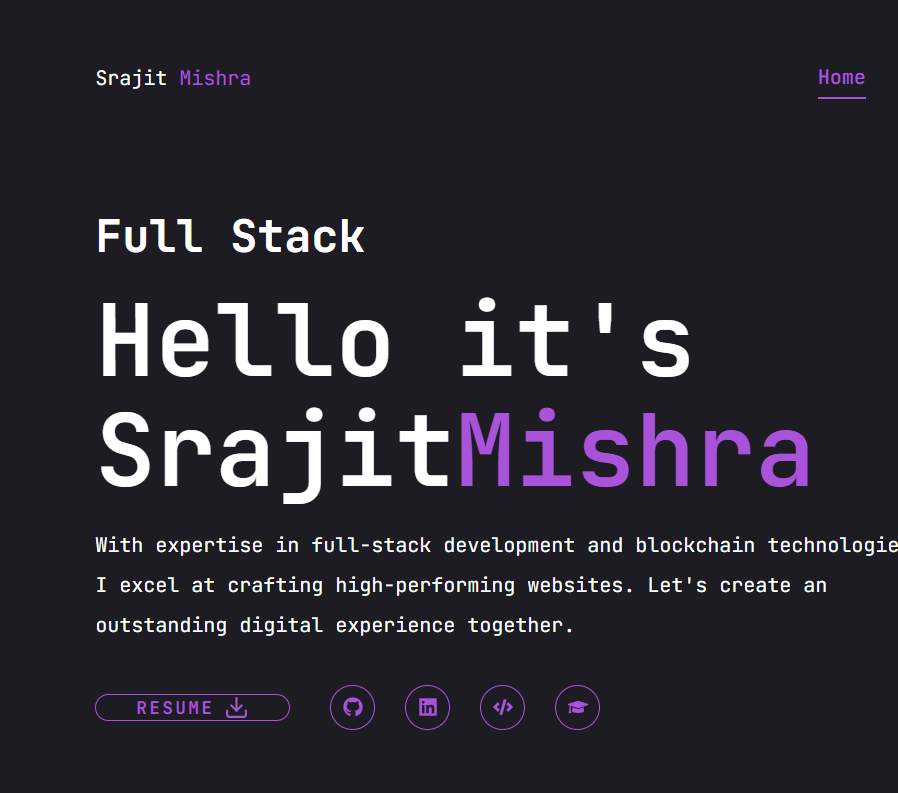 Srajit Mishra
Home
Full Stack
Hello it's
SrajitMishra
With expertise in full-stack development and blockchain technologie
I excel at crafting high-performing websites. Let's create an
outstanding digital experience together.
RESUME